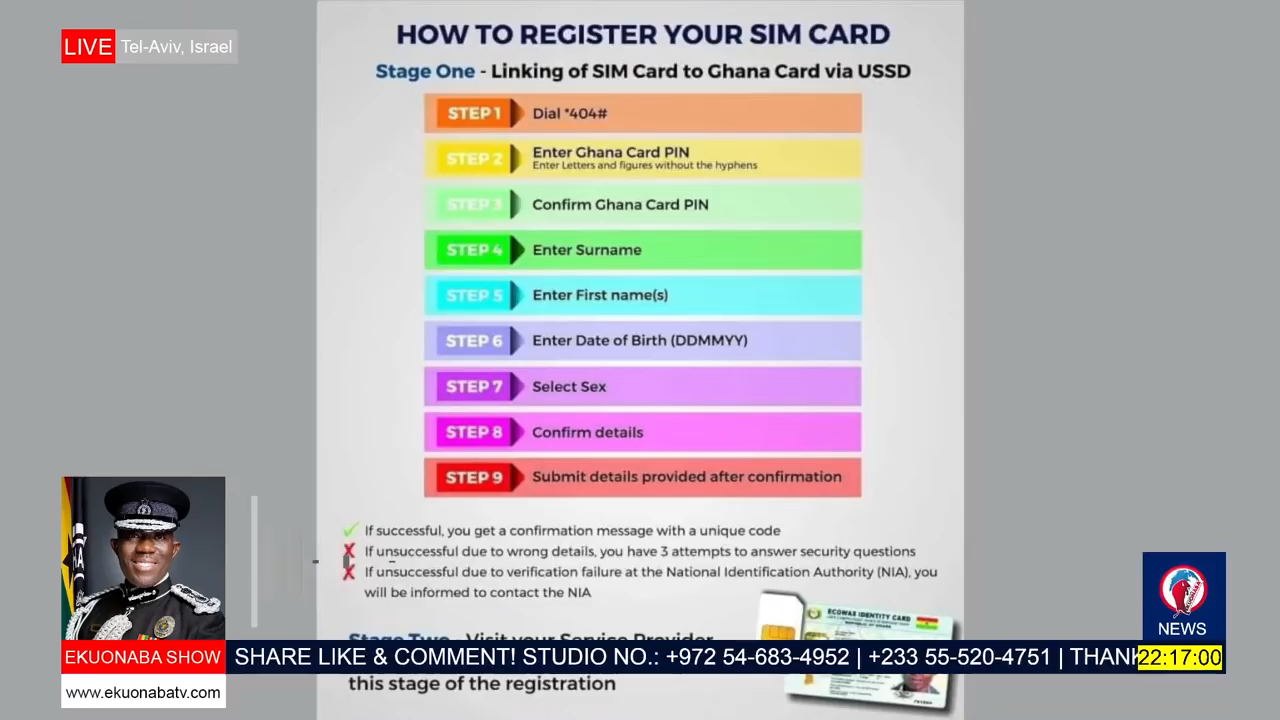 LIVE
Tel-Aviv, Israel
HOW TO REGISTER YOUR SIM CARD
Stage One - Linking of SIM Card to Ghana Card via USSD
STEP 1
Dial *404#
STEP 2
Enter Ghana Card PIN
Enter Letters and figures without the hyphens
STEP 3
Confirm Ghana Card PIN
STEP 4
Enter Surname
STEP 5
Enter First name(s)
STEP 6
Enter Date of Birth (DDMMYY)
STEP 7
Select Sex
STEP 8
Confirm details
STEP 9
Submit details provided after confirmation
If successful, you get a confirmation message with a unique code
If unsuccessful due to wrong details, you have 3 attempts to answer security questions
If unsuccessful due to verification failure at the National Identification Authority (NIA), you
will be informed to contact the NIA
Stage Two - Visit your Service Provider
this stage of the registration
ECOWAS IDENTITY CARD
NEWS
EKUONABA SHOW
SHARE LIKE & COMMENT! STUDIO NO.: +972 54-683-4952 | +233 55-520-4751 | THANK
22:17:00
www.ekuonabatv.com